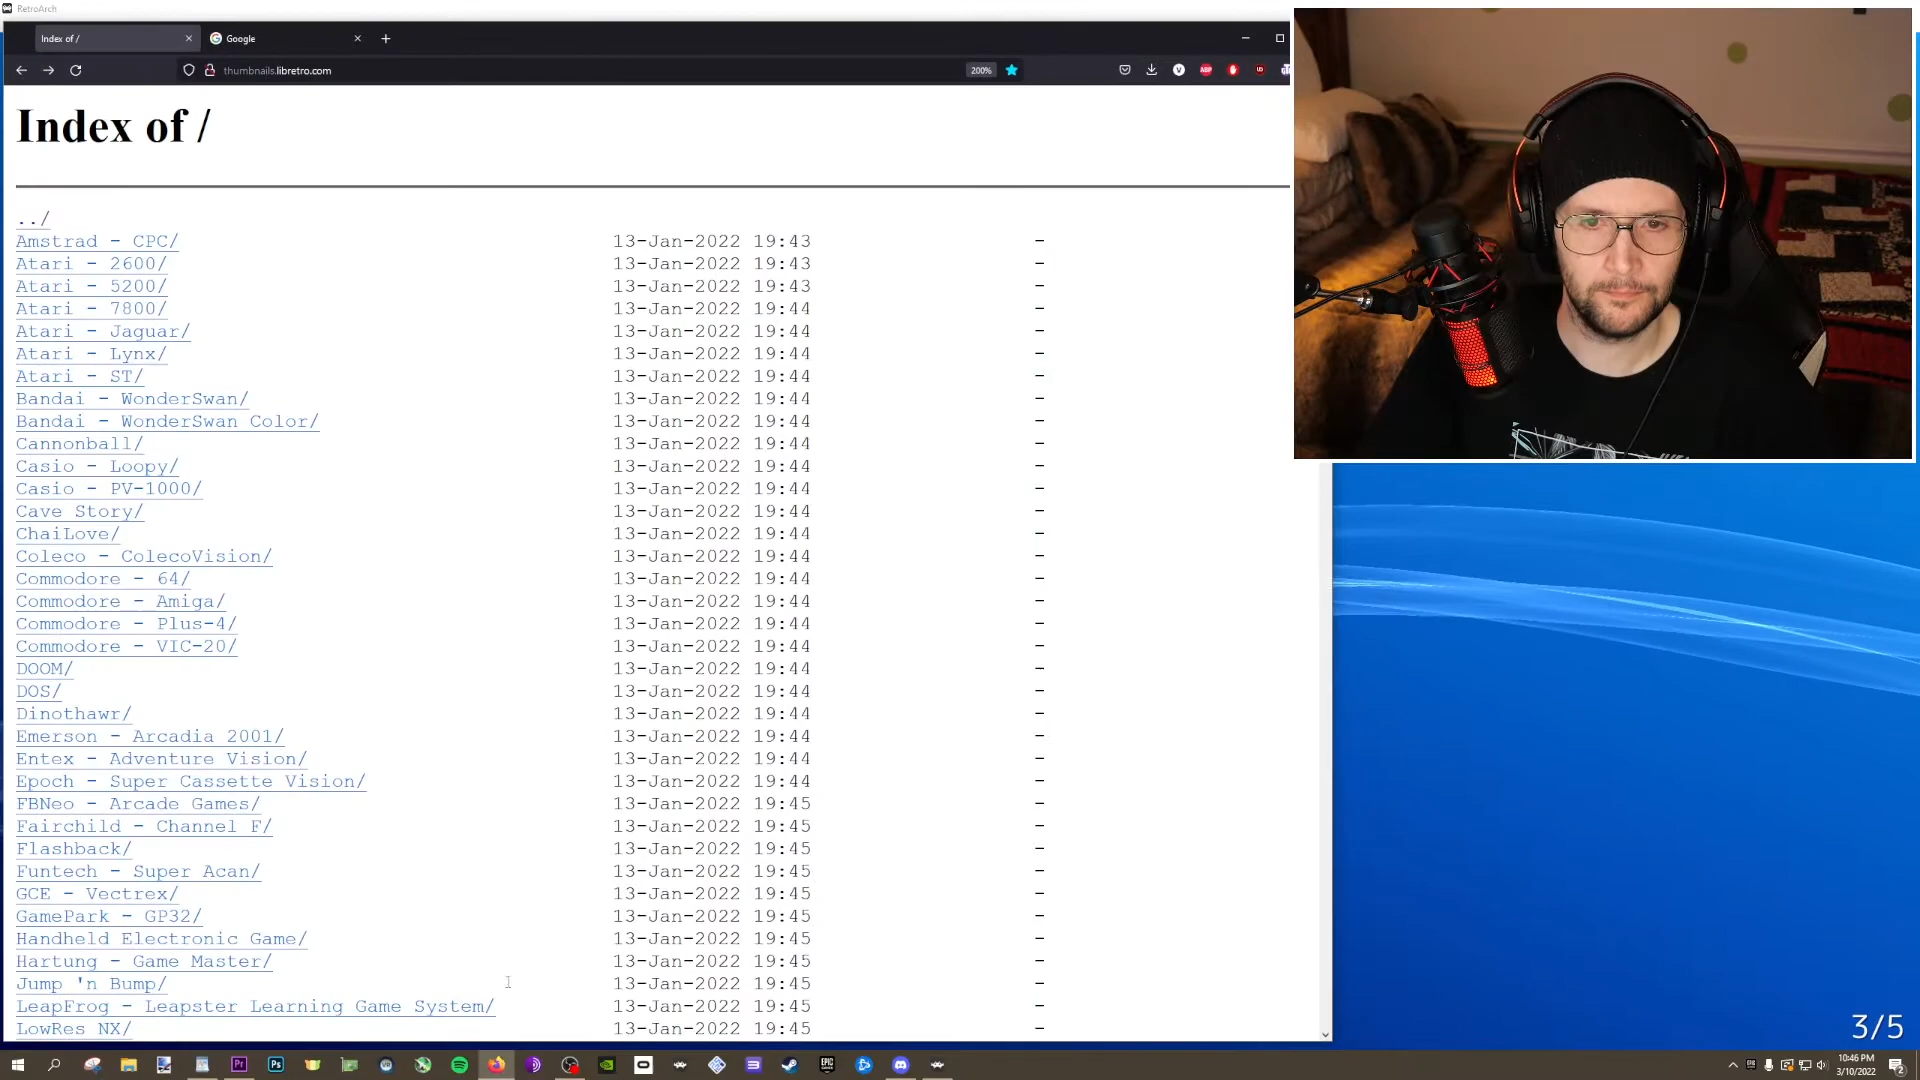 RetroArch
Index of /
Google
thumbnails.libretro.com
200%
Index of /
../
Amstrad - CPC/ 13-Jan-2022 19:43 -
Atari - 2600/ 13-Jan-2022 19:43 -
Atari - 5200/ 13-Jan-2022 19:43 -
Atari - 7800/ 13-Jan-2022 19:44 -
Atari - Jaguar/ 13-Jan-2022 19:44 -
Atari - Lynx/ 13-Jan-2022 19:44 -
Atari - ST/ 13-Jan-2022 19:44 -
Bandai - WonderSwan/ 13-Jan-2022 19:44 -
Bandai - WonderSwan Color/ 13-Jan-2022 19:44 -
Cannonball/ 13-Jan-2022 19:44 -
Casio - Loopy/ 13-Jan-2022 19:44 -
Casio - PV-1000/ 13-Jan-2022 19:44 -
Cave Story/ 13-Jan-2022 19:44 -
ChaiLove/ 13-Jan-2022 19:44 -
Coleco - ColecoVision/ 13-Jan-2022 19:44 -
Commodore - 64/ 13-Jan-2022 19:44 -
Commodore - Amiga/ 13-Jan-2022 19:44 -
Commodore - Plus-4/ 13-Jan-2022 19:44 -
Commodore - VIC-20/ 13-Jan-2022 19:44 -
DOOM/ 13-Jan-2022 19:44 -
DOS/ 13-Jan-2022 19:44 -
Dinothawr/ 13-Jan-2022 19:44 -
Emerson - Arcadia 2001/ 13-Jan-2022 19:44 -
Entex - Adventure Vision/ 13-Jan-2022 19:44 -
Epoch - Super Cassette Vision/ 13-Jan-2022 19:44 -
FBNeo - Arcade Games/ 13-Jan-2022 19:45 -
Fairchild - Channel F/ 13-Jan-2022 19:45 -
Flashback/ 13-Jan-2022 19:45 -
Funtech - Super Acan/ 13-Jan-2022 19:45 -
GCE - Vectrex/ 13-Jan-2022 19:45 -
GamePark - GP32/ 13-Jan-2022 19:45 -
Handheld Electronic Game/ 13-Jan-2022 19:45 -
Hartung - Game Master/ 13-Jan-2022 19:45 -
Jump 'n Bump/ 13-Jan-2022 19:45 -
LeapFrog - Leapster Learning Game System/ 13-Jan-2022 19:45 -
LowRes NX/ 13-Jan-2022 19:45 -
3/5
Pr
Ps
10:46 PM
3/10/2022